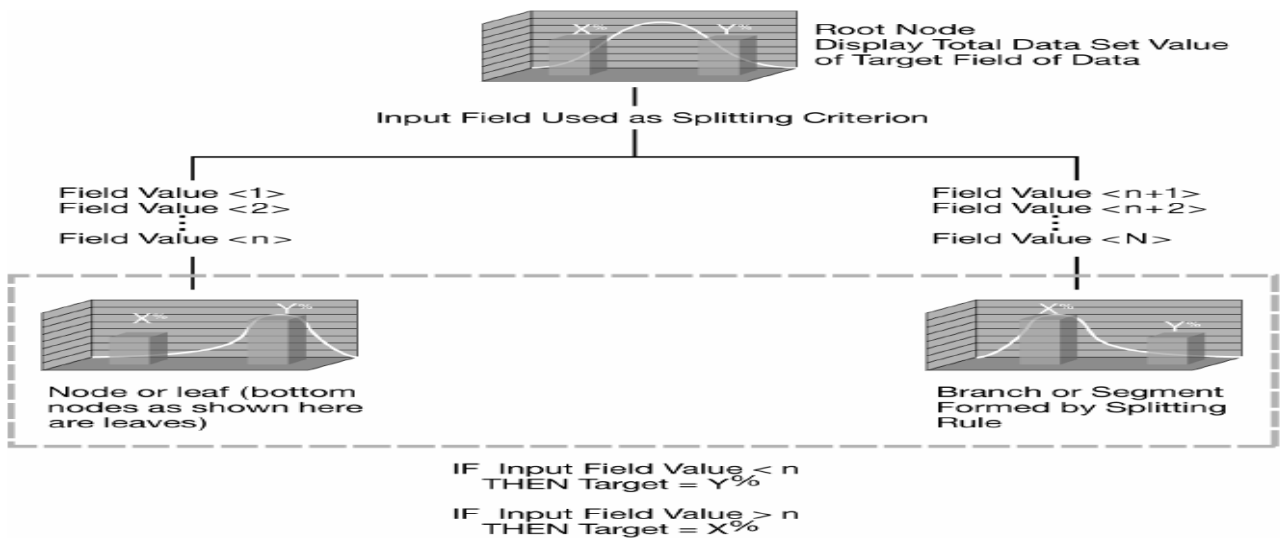 X% Y%
Root Node
Display Total Data Set Value
of Target Field of Data
Input Field Used as Splitting Criterion
Field Value <1>
Field Value <2>
Field Value <n>
Field Value <n+1>
Field Value <n+2>
Field Value <N>
X% Y%
Node or leaf (bottom
nodes as shown here
are leaves)
X% Y%
Branch or Segment
Formed by Splitting
Rule
IF Input Field Value < n
THEN Target = Y%
IF Input Field Value > n
THEN Target = X%